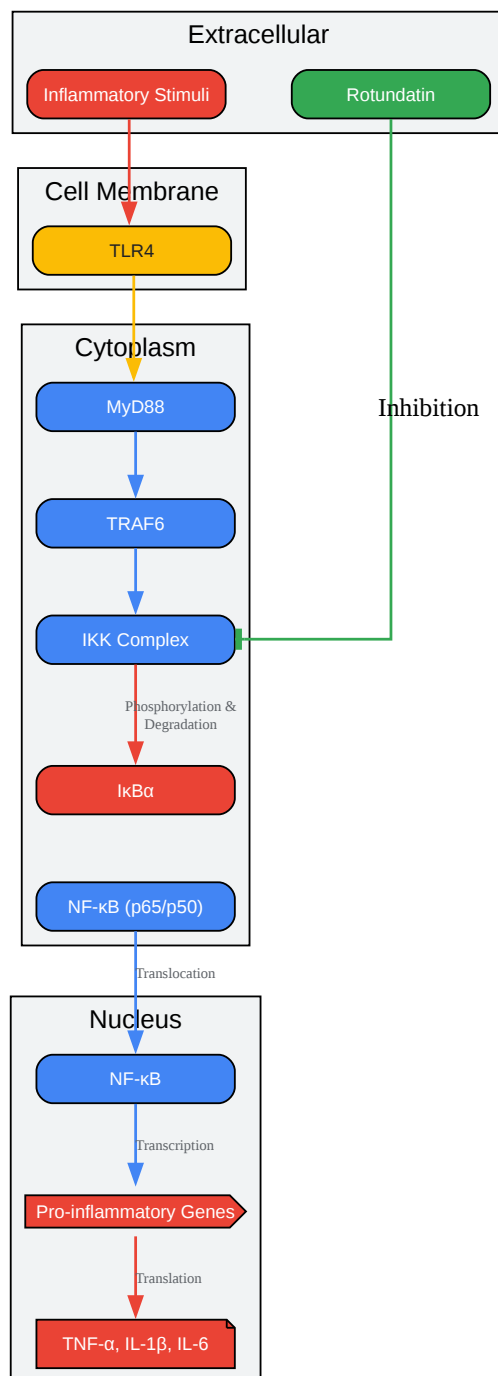 Extracellular
Inflammatory Stimuli
Rotundatin
Cell Membrane
TLR4
Cytoplasm
MyD88
Inhibition
TRAF6
IKK Complex
Phosphorylation &
Degradation
IκBα
NF-κB (p65/p50)
Translocation
Nucleus
NF-κB
Transcription
Pro-inflammatory Genes
Translation
TNF-α, IL-1β, IL-6